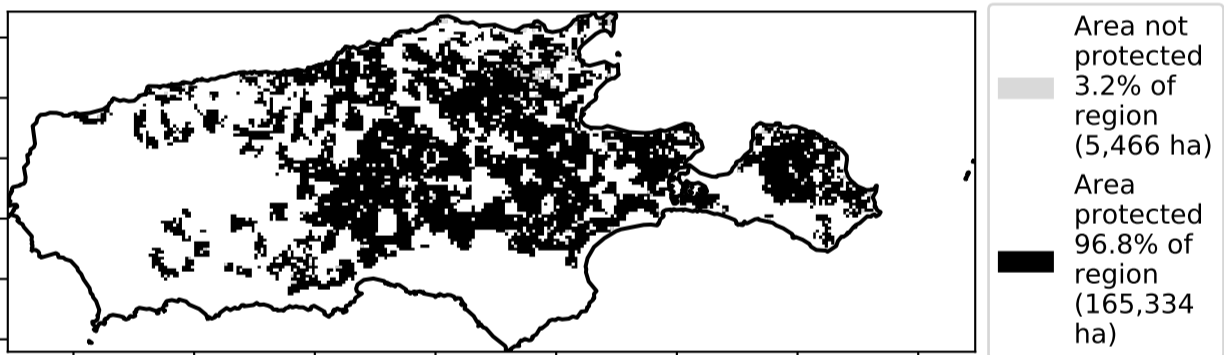 Area not
protected
3.2% of
region
(5,466 ha)
Area
protected
96.8% of
region
(165,334
ha)